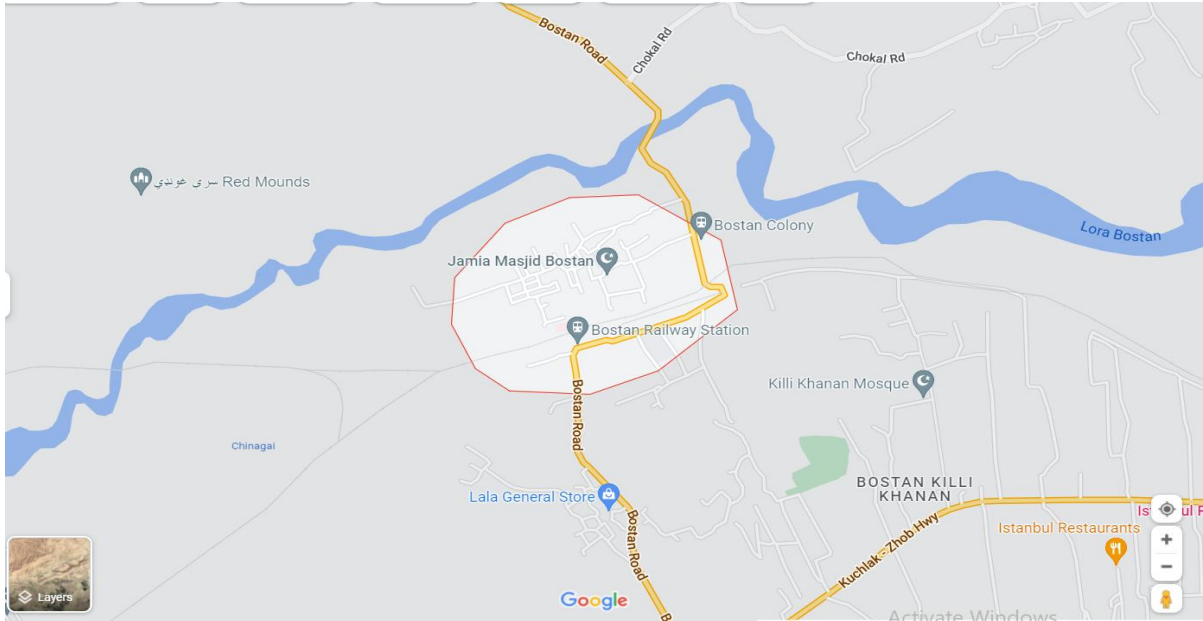 Bostan Road
Chokal Rd
Chokal Rd
سری غوندي Red Mounds
Bostan Colony
Lora Bostan
Jamia Masjid Bostan
Bostan Railway Station
Killi Khanan Mosque
Bostan Road
Chinagai
BOSTAN KILLI
KHANAN
Lala General Store
Bostan Road
Istanbul Restaurants
Kuchlak - Zhob Hwy
Layers
Google
Activate Windows